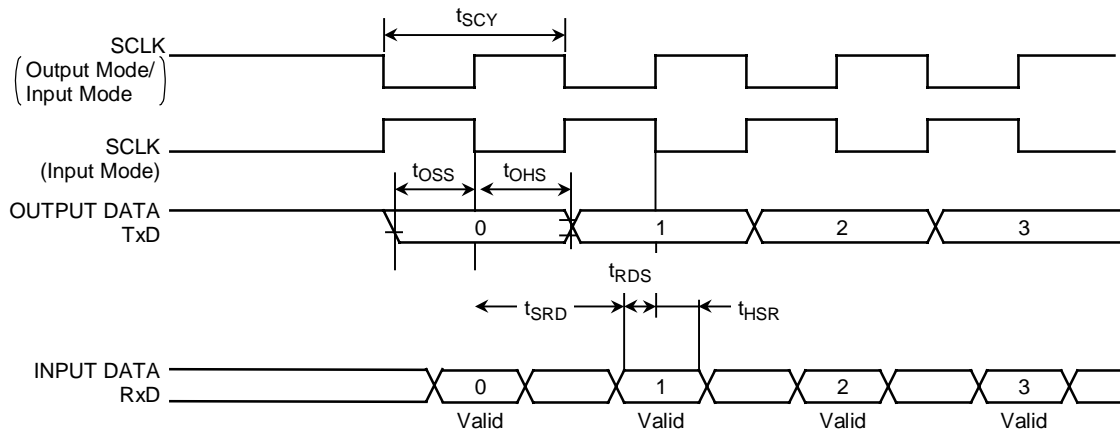 tSCY
SCLK
Output Mode/
Input Mode
SCLK
(Input Mode)
tOSS
tOHS
OUTPUT DATA
TxD
0
1
2
3
tRDS
tSRD
tHSR
INPUT DATA
RxD
0
1
2
3
Valid
Valid
Valid
Valid